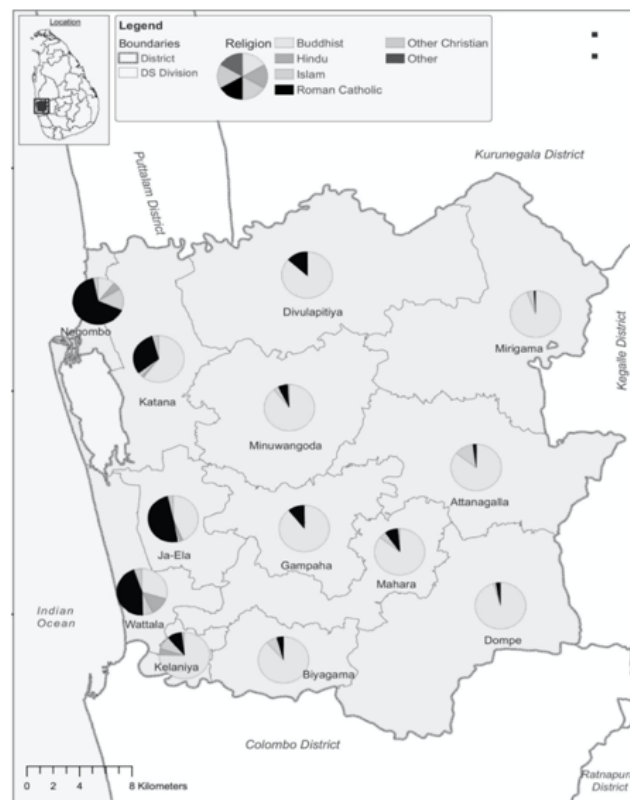 Location
Legend
Boundaries
District
DS Division
Religion
Buddhist
Hindu
Islam
Roman Catholic
Other Christian
Other
Puttalam District
Kurunegala District
Kegalle District
Negombo
Divulapitiya
Mirigama
Katana
Minuwangoda
Attanagalla
Ja-Ela
Gampaha
Mahara
Wattala
Dompe
Kelaniya
Biyagama
Indian
Ocean
Colombo District
0 2 4 8 Kilometers
Ratnapur
District